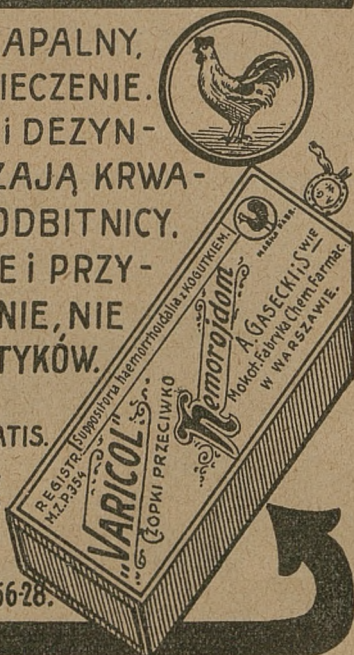 APALNY,
IECZENIE.
i DEZYN-
ZAJĄ KRWA-
ODBITNICY.
E i PRZY-
NIE, NIE
TYKÓW.
ATIS.
56-28.
REGISTR.
M.Z.P.354
Suppositoria haemorrhoidalia z KOGUTKIEM.
„VARICOL”
CZOPKI PRZECIWKO
Hemorojdom
A. GĄSECKI i S WIE
Mokot. Fabryka Chem. Farmac.
W WARSZAWIE.